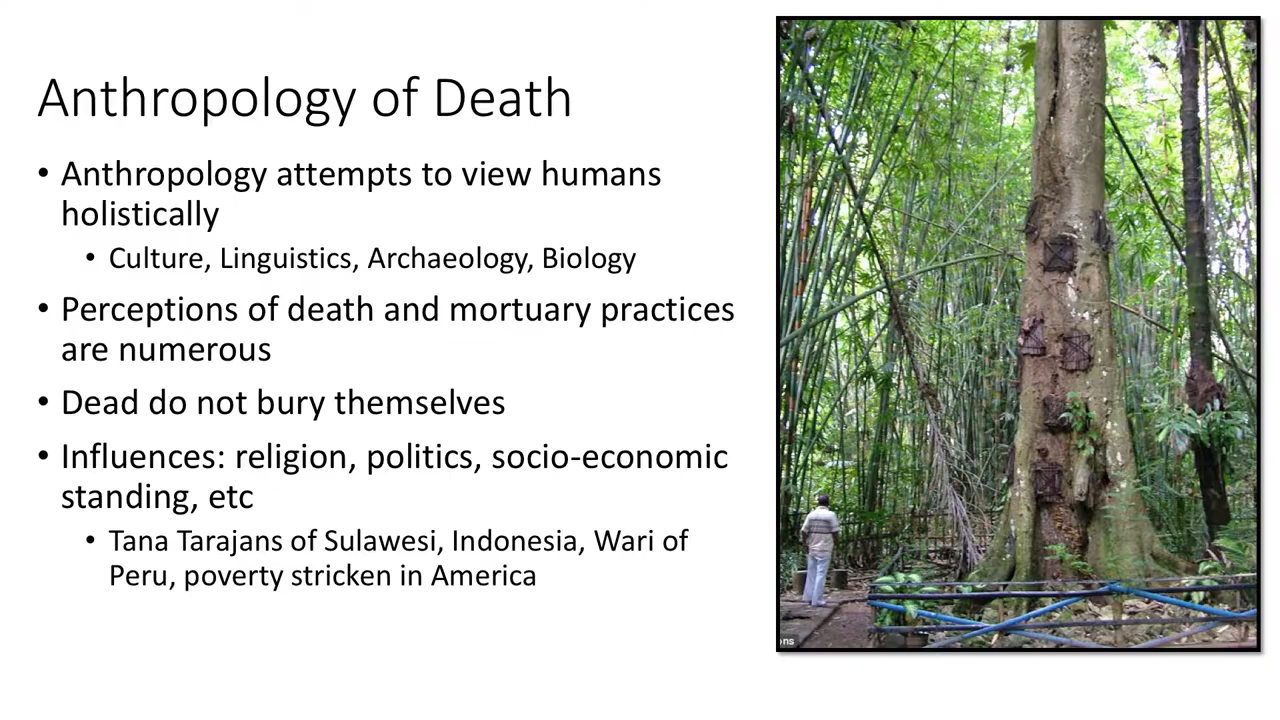 Anthropology of Death
• Anthropology attempts to view humans
holistically
• Culture, Linguistics, Archaeology, Biology
• Perceptions of death and mortuary practices
are numerous
• Dead do not bury themselves
• Influences: religion, politics, socio-economic
standing, etc
• Tana Tarajans of Sulawesi, Indonesia, Wari of
Peru, poverty stricken in America
ns